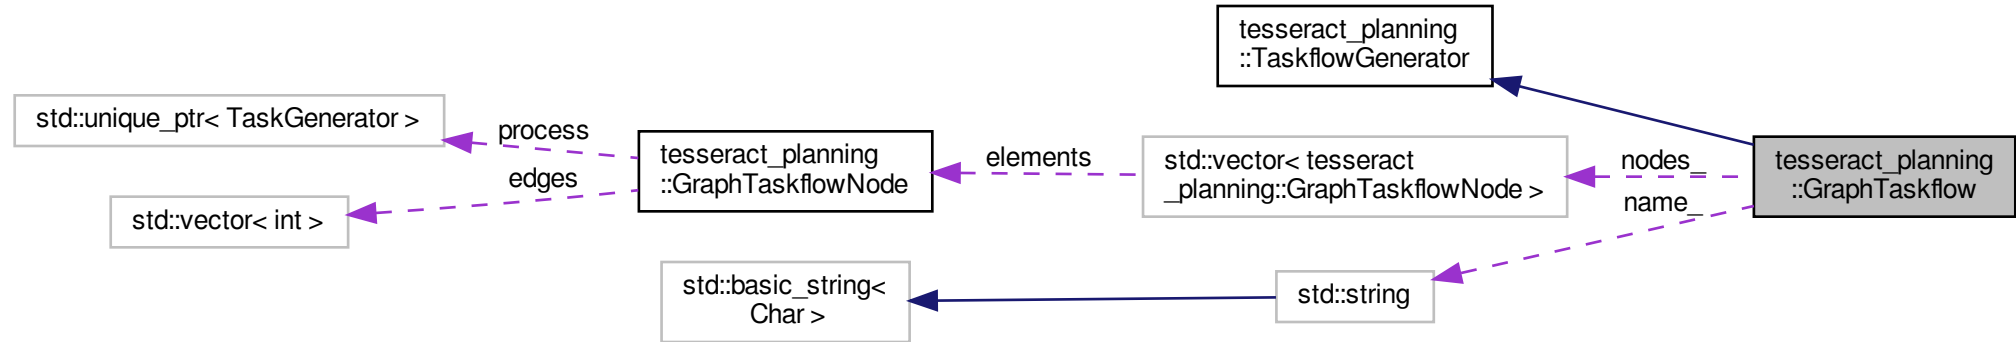 tesseract_planning
::TaskflowGenerator
std::unique_ptr< TaskGenerator >
process
edges
std::vector< int >
tesseract_planning
::GraphTaskflowNode
elements
std::vector< tesseract
_planning::GraphTaskflowNode >
nodes_
name_
tesseract_planning
::GraphTaskflow
std::basic_string<
Char >
std::string